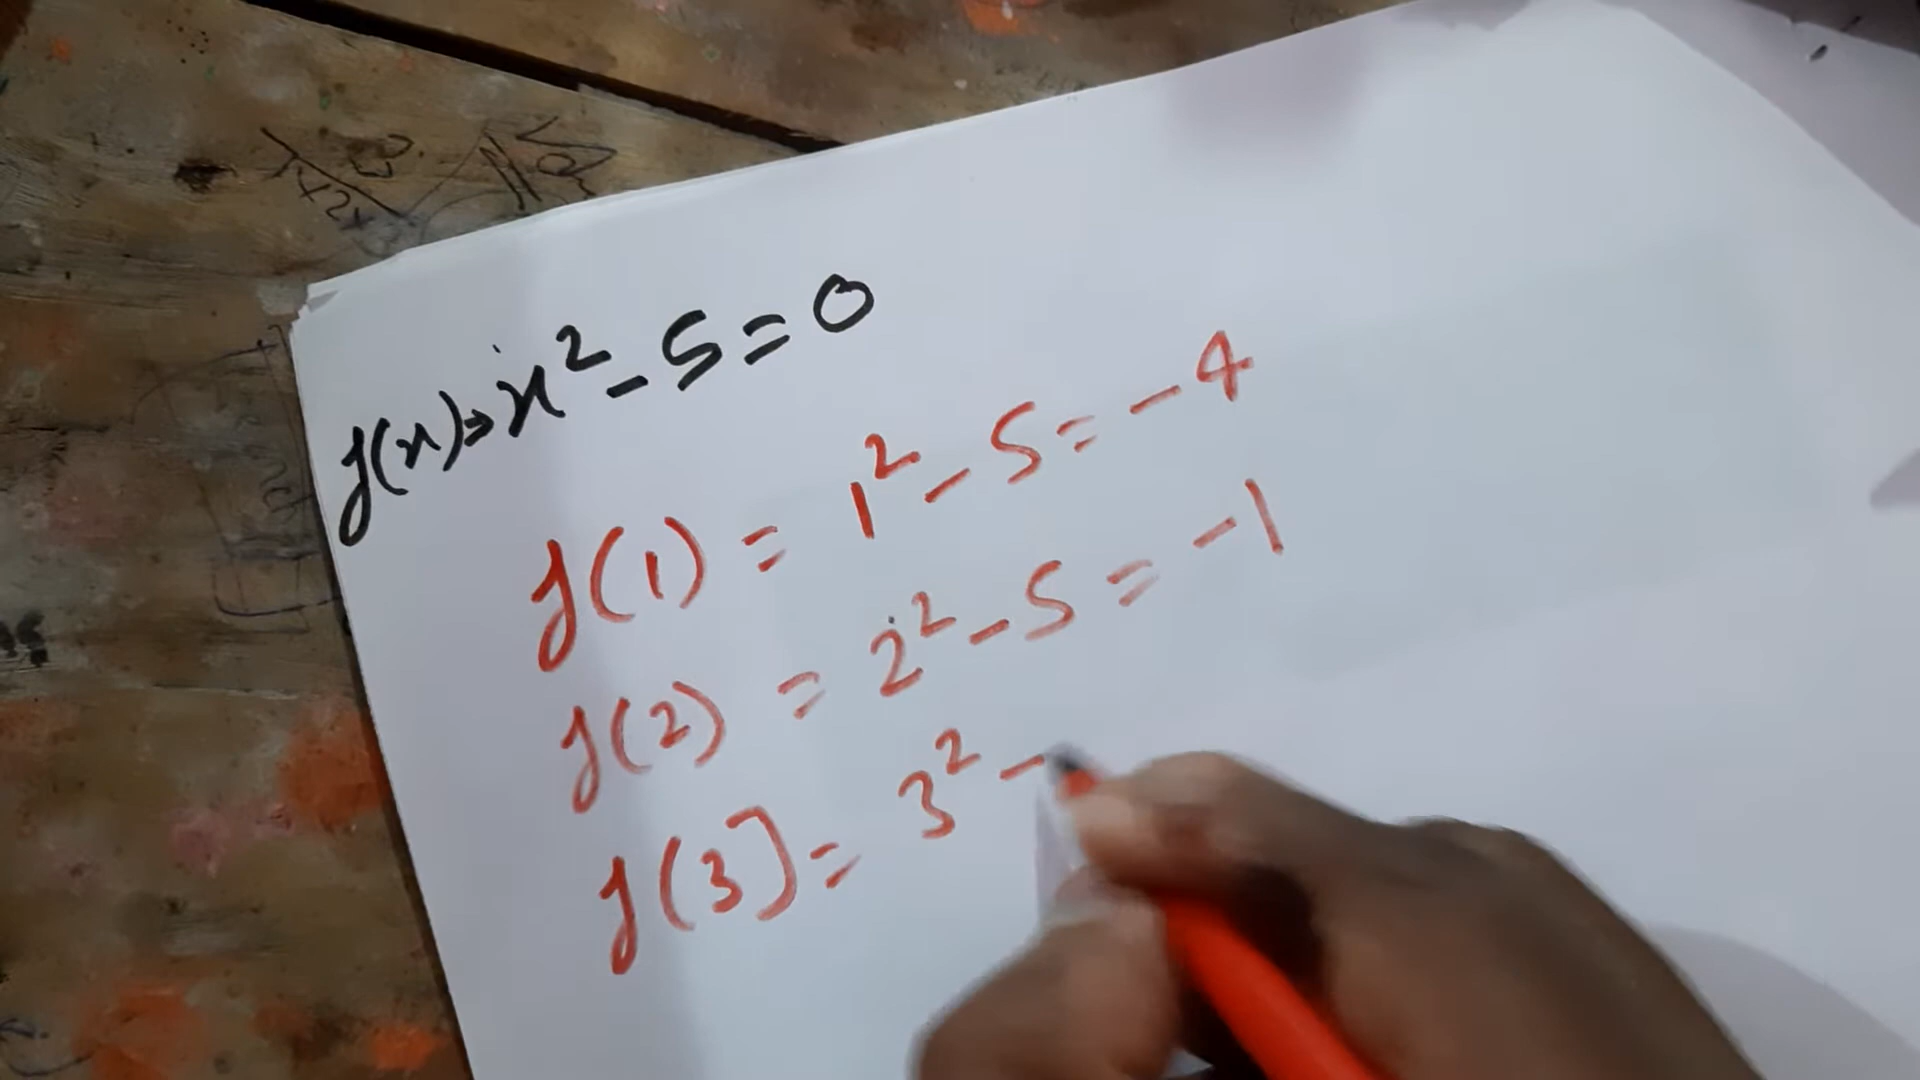 f(x)=x²-5=0
f(1) = 1²-5=-4
f(2) = 2²-5=-1
f(3]= 3²-